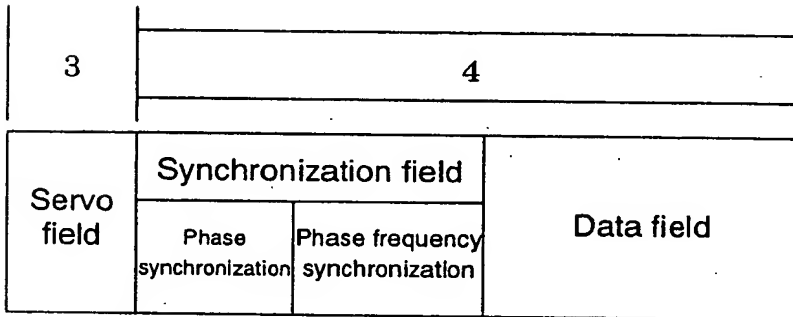 3
4
Servo
field
Synchronization field
Phase
synchronization
Phase frequency
synchronization
Data field